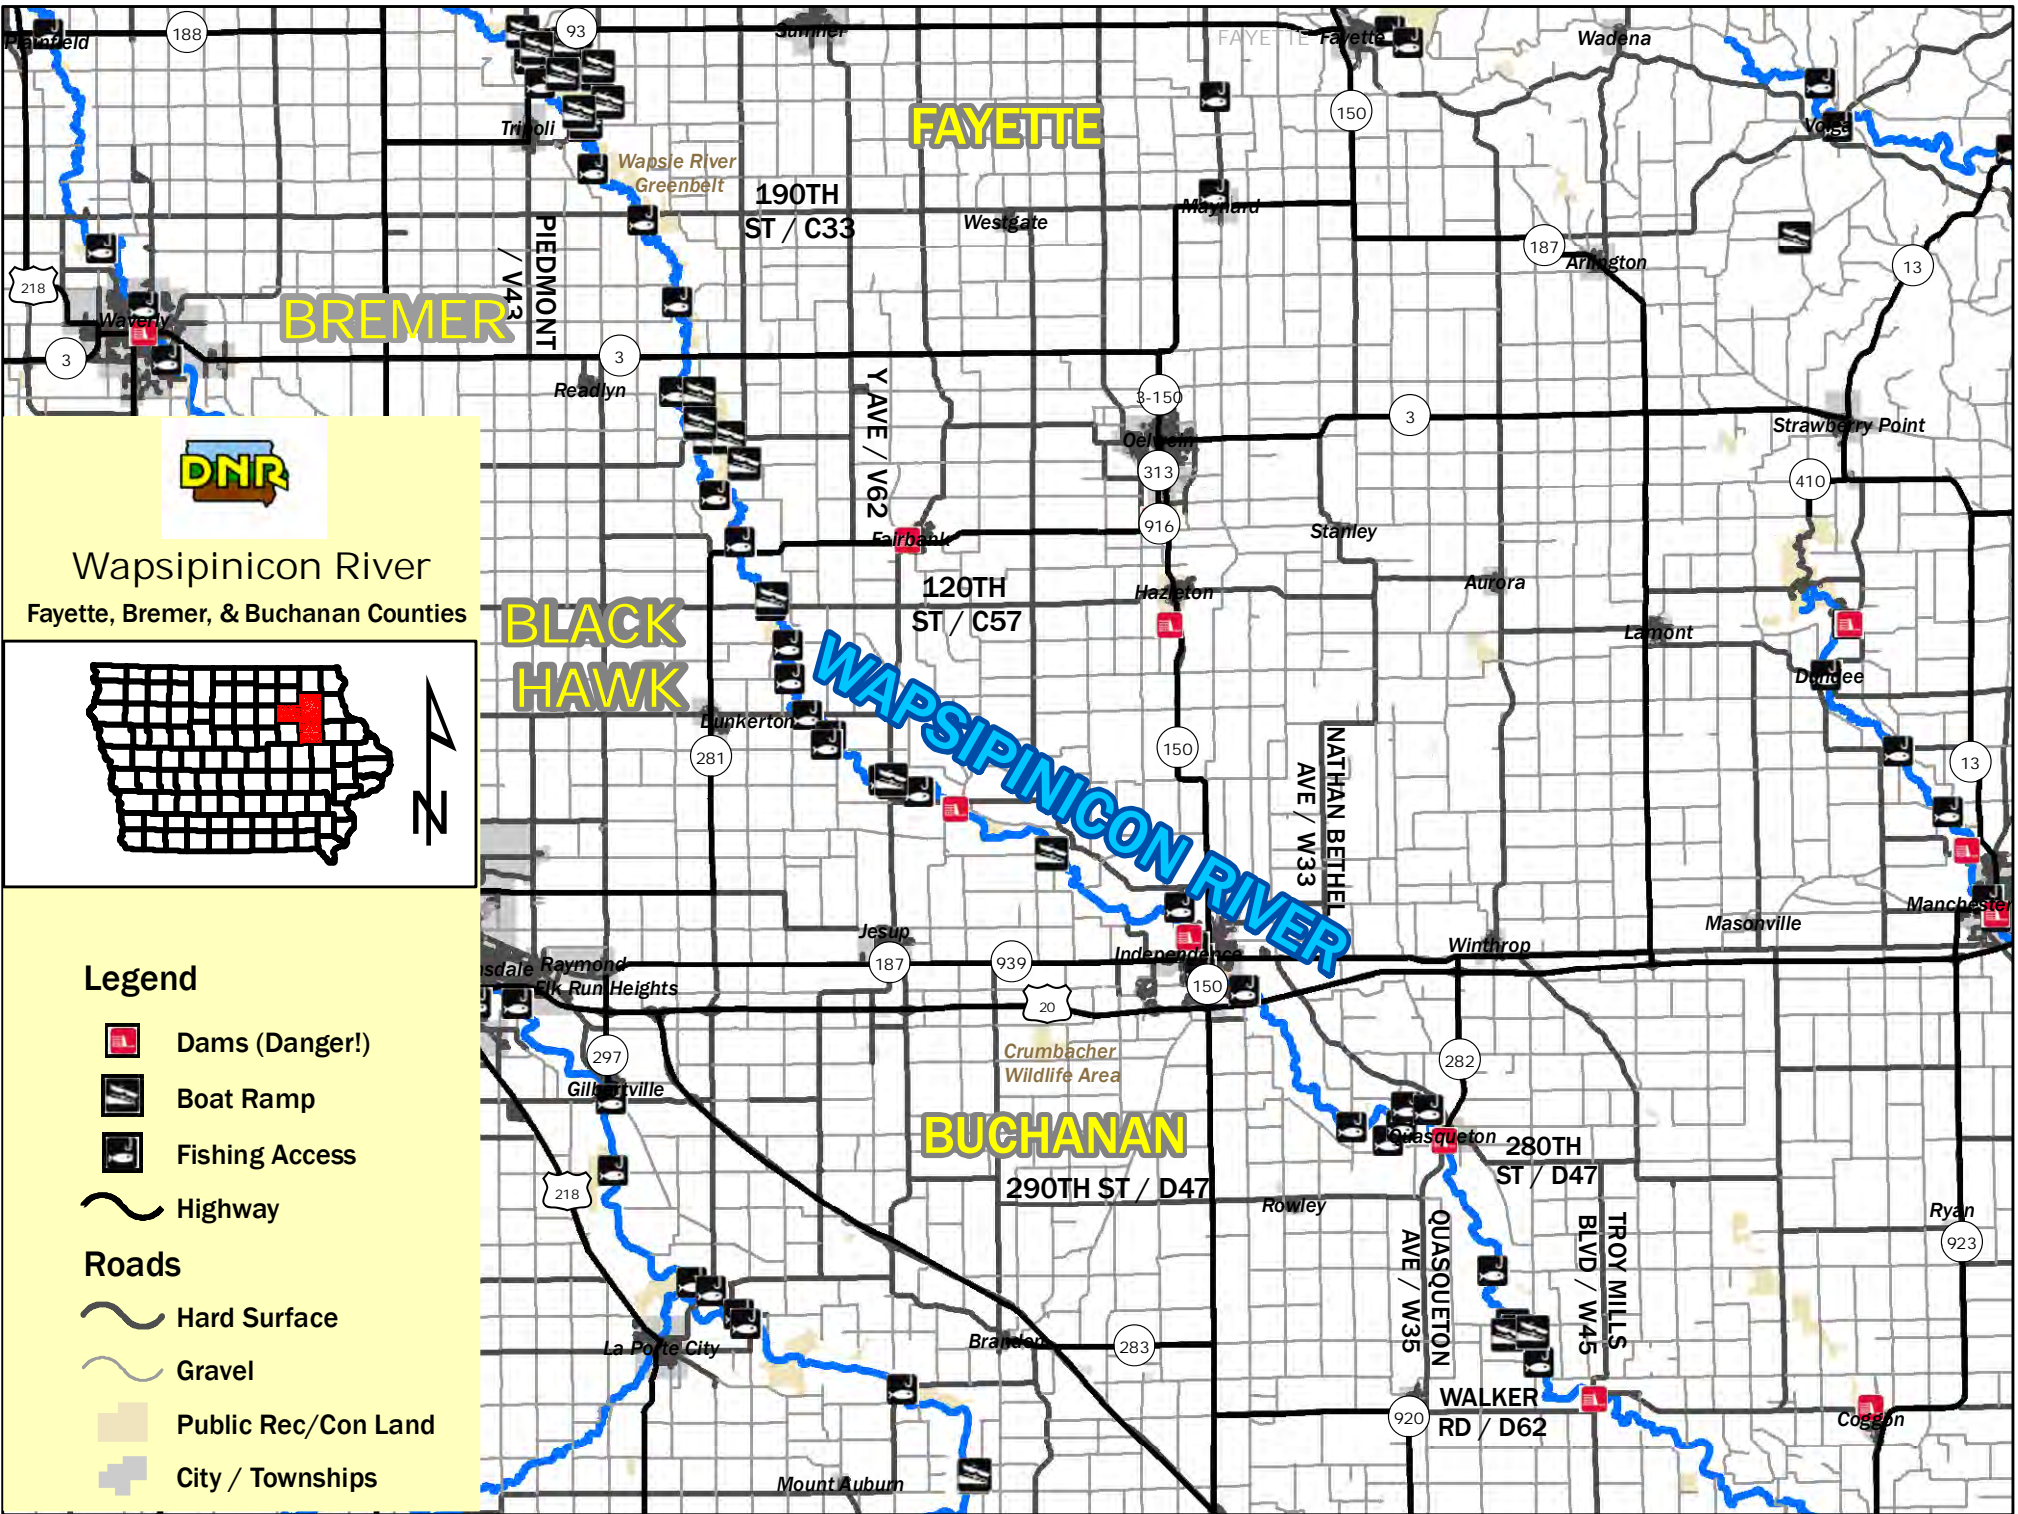 Plainfield
188
93
Sumner
FAYETTE
Fayette
Wadena
150
FAYETTE
Tripoli
Volga
Wapsie River
Greenbelt
190TH
ST / C33
Westgate
Maynard
187
Arlington
13
PIEDMONT
/ V43
218
Waverly
BREMER
3
3
Readlyn
Y AVE / V62
3-150
Oelwein
313
916
3
Strawberry Point
410
Stanley
Fairbank
120TH
ST / C57
Hazleton
Aurora
Lamont
Dundee
DNR
Wapsipinicon River
Fayette, Bremer, & Buchanan Counties
N
BLACK
HAWK
Dunkerton
281
WAPSIPINICON RIVER
150
NATHAN BETHEL
AVE / W33
13
Manchester
Masonville
Winthrop
Jesup
187
939
Independence
150
20
nsdale
Raymond
Elk Run Heights
297
Gilbertville
Crumbacher
Wildlife Area
282
BUCHANAN
Quasqueton
280TH
ST / D47
290TH ST / D47
218
Rowley
Ryan
923
QUASQUETON
AVE / W35
TROY MILLS
BLVD / W45
La Porte City
Brandon
283
WALKER
RD / D62
920
Coggon
Mount Auburn
Legend
Dams (Danger!)
Boat Ramp
Fishing Access
Highway
Roads
Hard Surface
Gravel
Public Rec/Con Land
City / Townships